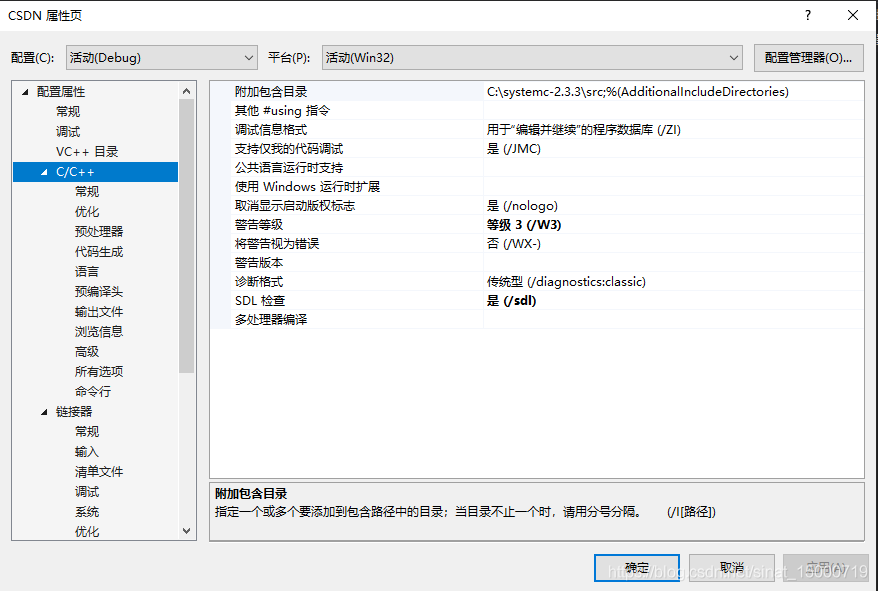 CSDN 属性页
?
配置(C): 活动(Debug) 平台(P): 活动(Win32) 配置管理器(O)...
配置属性
常规
调试
VC++ 目录
C/C++
常规
优化
预处理器
代码生成
语言
预编译头
输出文件
浏览信息
高级
所有选项
命令行
链接器
常规
输入
清单文件
调试
系统
优化
附加包含目录 C:\systemc-2.3.3\src;%(AdditionalIncludeDirectories)
其他 #using 指令
调试信息格式 用于“编辑并继续”的程序数据库 (/ZI)
支持仅我的代码调试 是 (/JMC)
公共语言运行时支持
使用 Windows 运行时扩展
取消显示启动版权标志 是 (/nologo)
警告等级 等级 3 (/W3)
将警告视为错误 否 (/WX-)
警告版本
诊断格式 传统型 (/diagnostics:classic)
SDL 检查 是 (/sdl)
多处理器编译
附加包含目录
指定一个或多个要添加到包含路径中的目录；当目录不止一个时，请用分号分隔。 (/I[路径])
确定 取消 应用(A)
https://blog.csdn.net/sinat_15009719